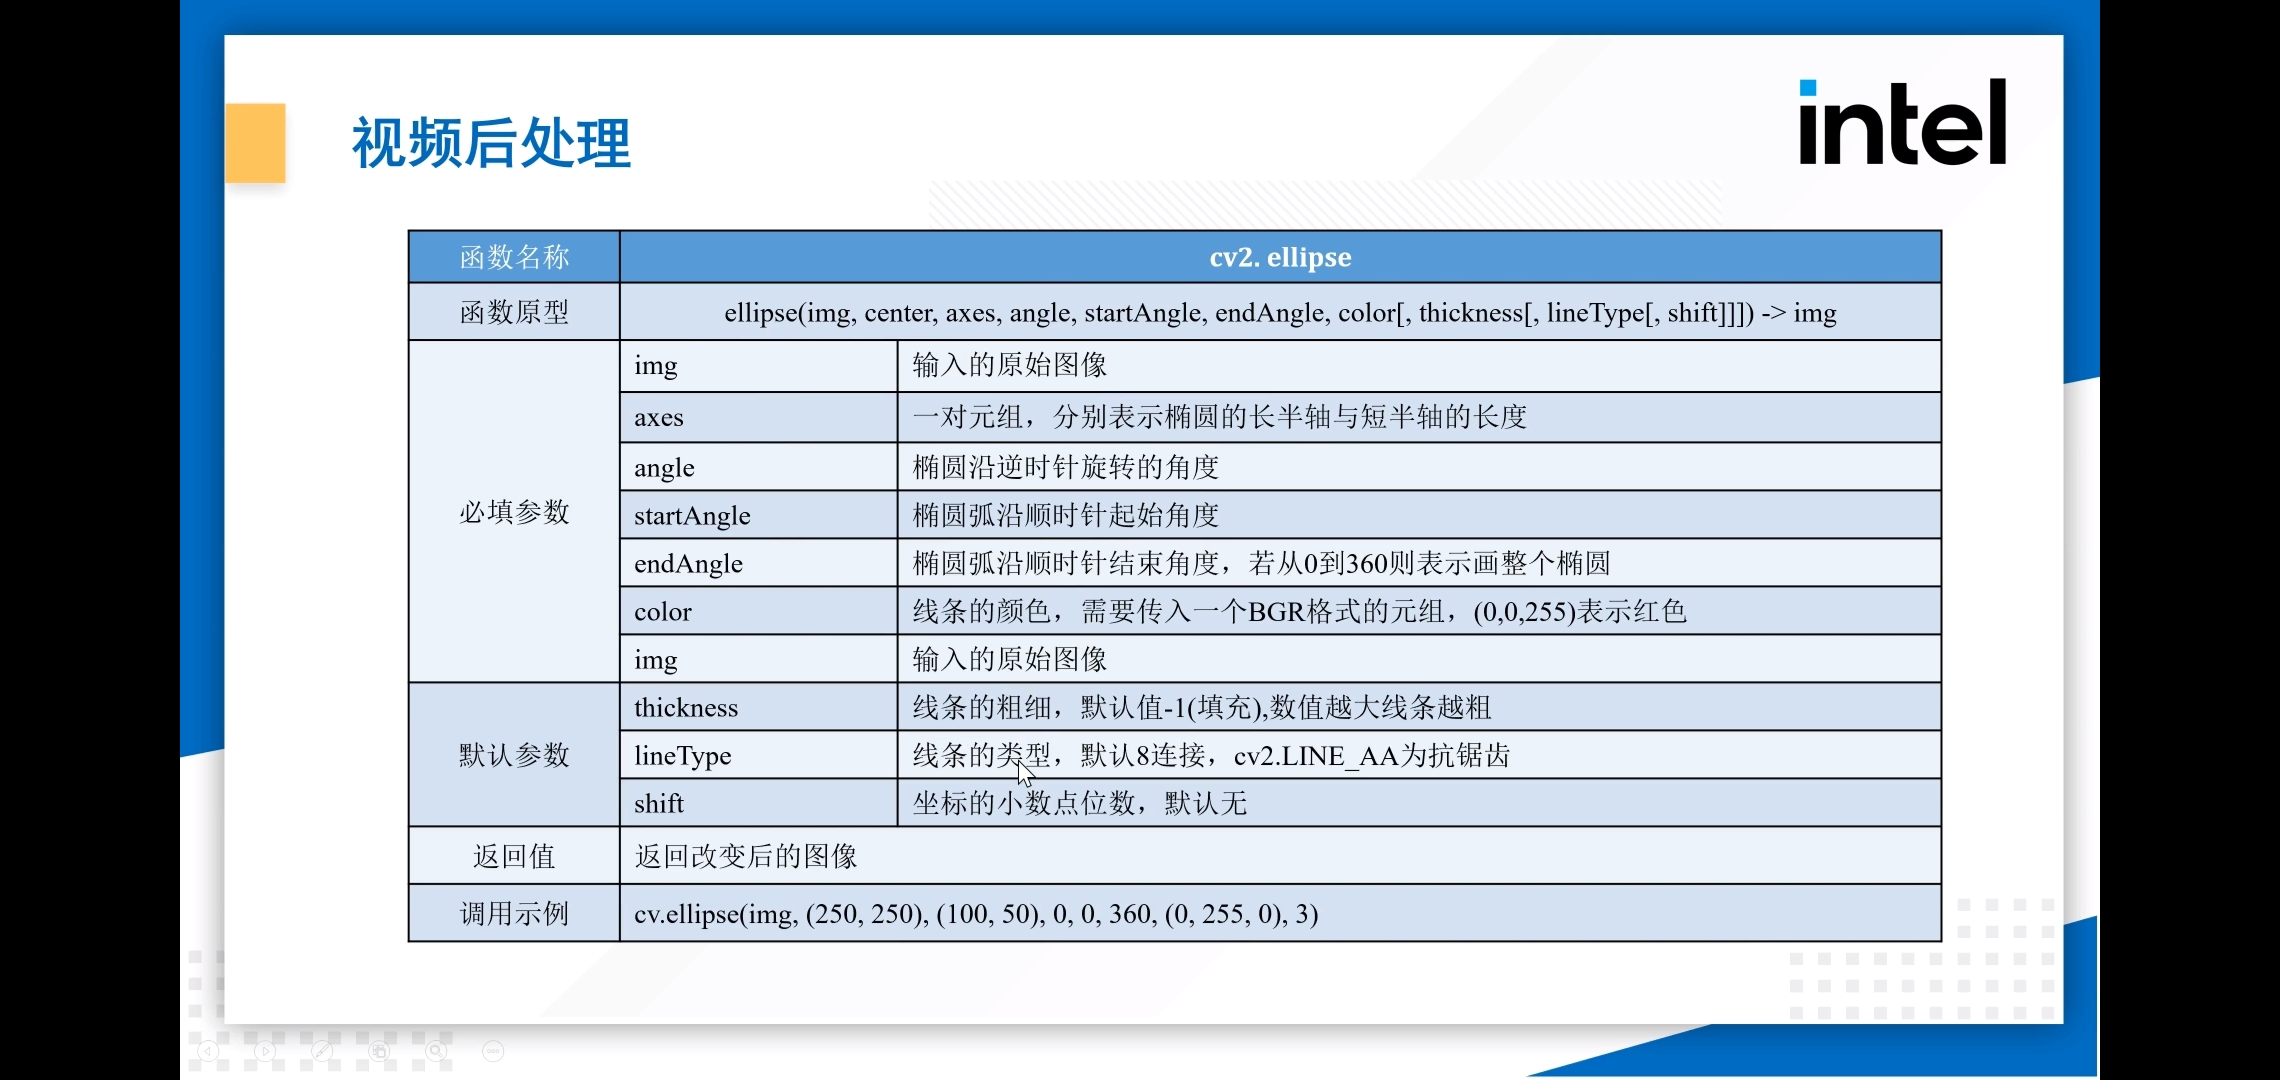 视频后处理
intel
函数名称 cv2. ellipse
函数原型 ellipse(img, center, axes, angle, startAngle, endAngle, color[, thickness[, lineType[, shift]]]) -> img
必填参数
img 输入的原始图像
axes 一对元组，分别表示椭圆的长半轴与短半轴的长度
angle 椭圆沿逆时针旋转的角度
startAngle 椭圆弧沿顺时针起始角度
endAngle 椭圆弧沿顺时针结束角度，若从0到360则表示画整个椭圆
color 线条的颜色，需要传入一个BGR格式的元组，(0,0,255)表示红色
img 输入的原始图像
默认参数
thickness 线条的粗细，默认值-1(填充),数值越大线条越粗
lineType 线条的类型，默认8连接，cv2.LINE_AA为抗锯齿
shift 坐标的小数点位数，默认无
返回值 返回改变后的图像
调用示例 cv.ellipse(img, (250, 250), (100, 50), 0, 0, 360, (0, 255, 0), 3)